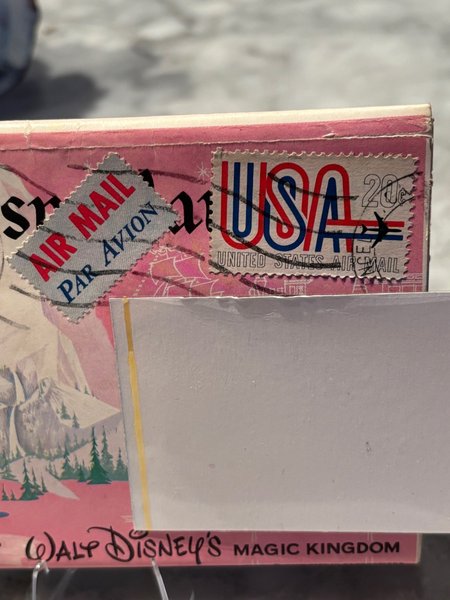 AIR MAIL
PAR AVION
USA
20c
UNITED STATES AIR MAIL
WALT DISNEY'S MAGIC KINGDOM